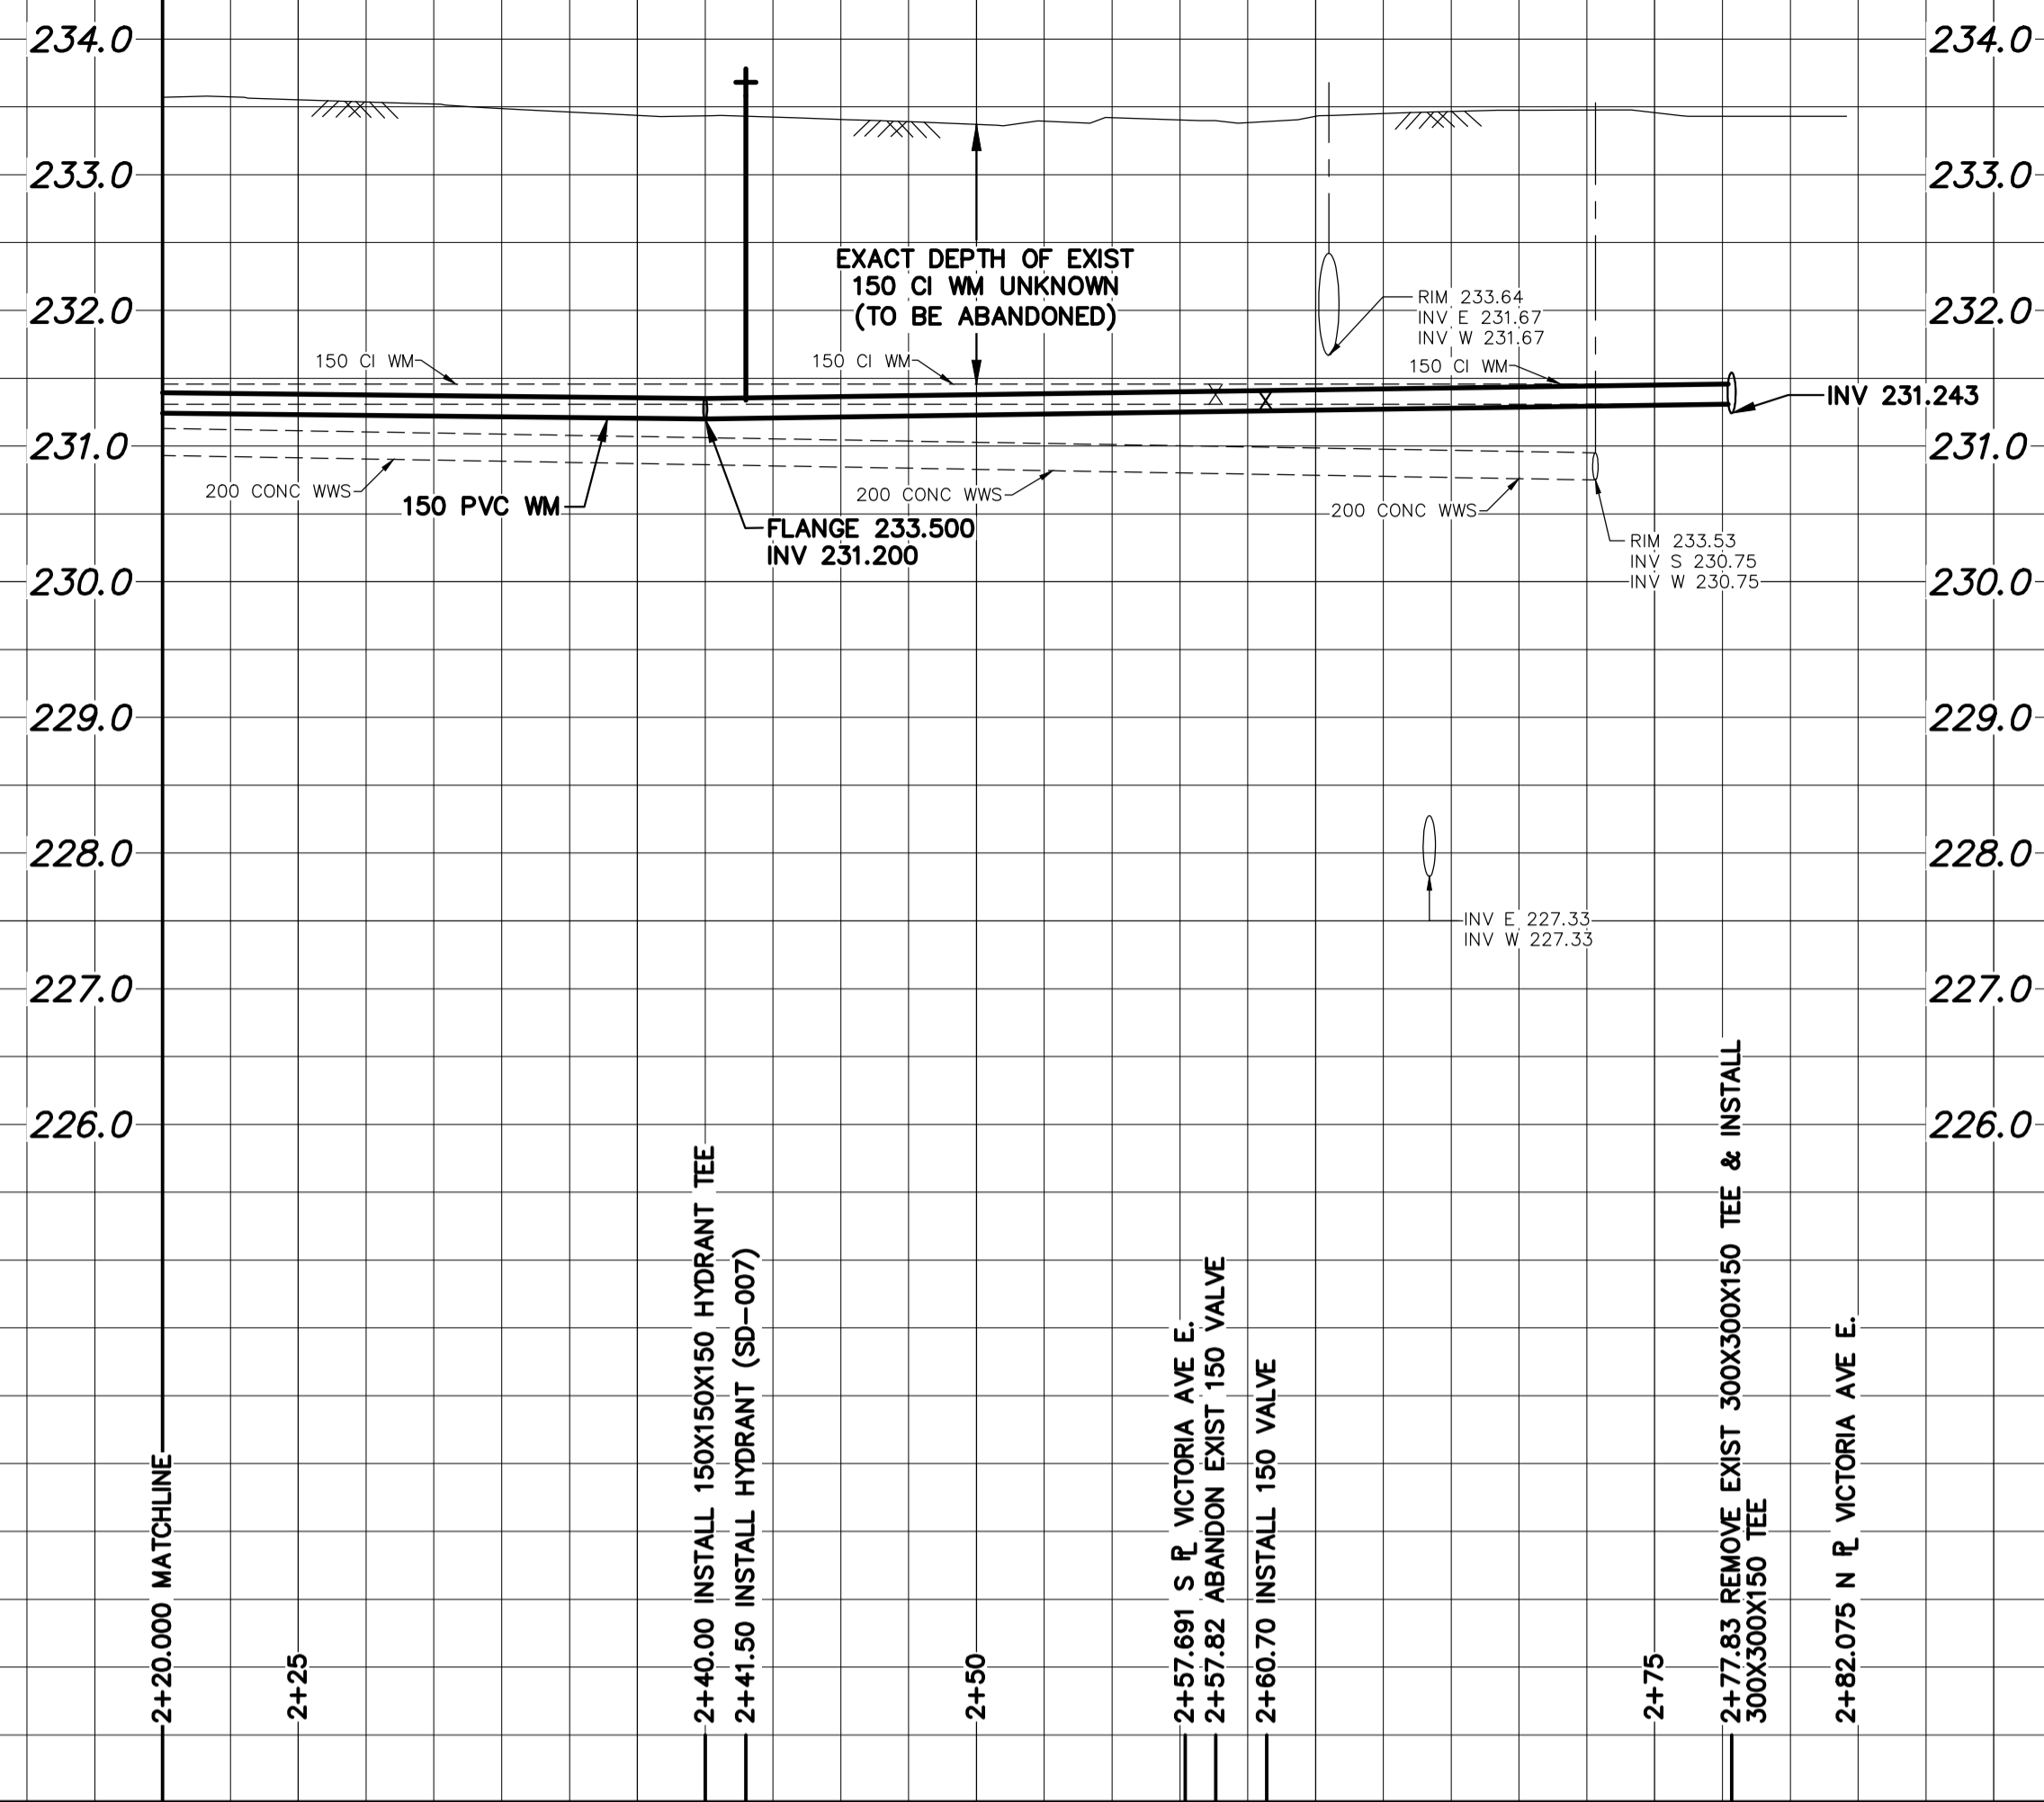 234.0
234.0
233.0
233.0
EXACT DEPTH OF EXIST
150 CI WM UNKNOWN
(TO BE ABANDONED)
RIM 233.64
INV E 231.67
INV W 231.67
232.0
232.0
150 CI WM
150 CI WM
150 CI WM
INV 231.243
231.0
231.0
200 CONC WWS
150 PVC WM
200 CONC WWS
200 CONC WWS
FLANGE 233.500
INV 231.200
RIM 233.53
INV S 230.75
INV W 230.75
230.0
230.0
229.0
229.0
228.0
228.0
INV E 227.33
INV W 227.33
227.0
227.0
226.0
226.0
2+20.000 MATCHLINE
2+25
2+40.00 INSTALL 150X150X150 HYDRANT TEE
2+41.50 INSTALL HYDRANT (SD-007)
2+50
2+57.691 S PL VICTORIA AVE E.
2+57.82 ABANDON EXIST 150 VALVE
2+60.70 INSTALL 150 VALVE
2+75
2+77.83 REMOVE EXIST 300X300X150 TEE & INSTALL
300X300X150 TEE
2+82.075 N PL VICTORIA AVE E.